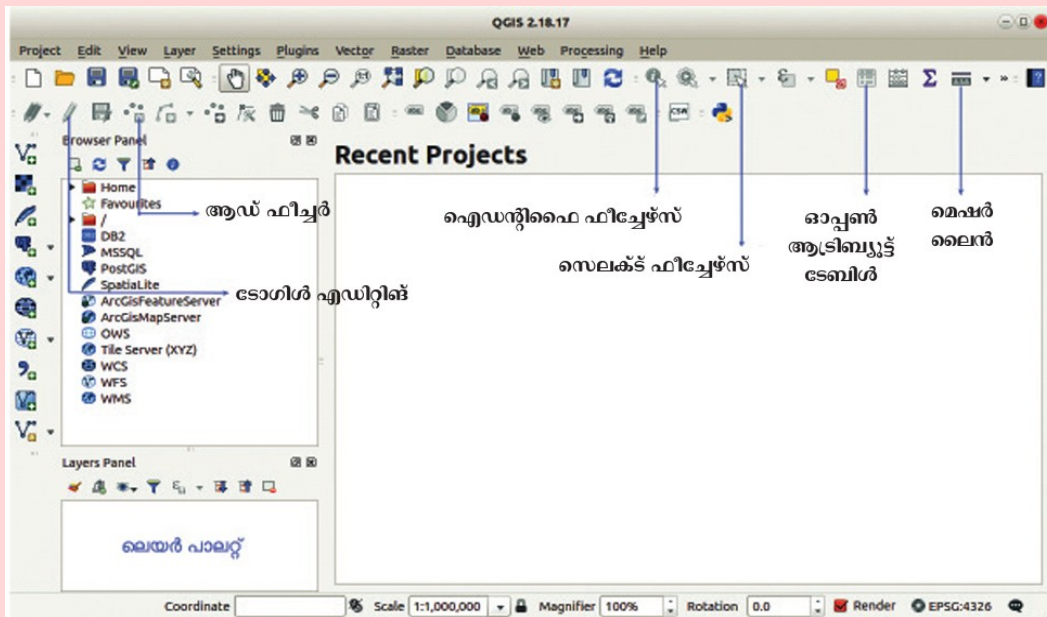 QGIS 2.18.17
Project Edit View Layer Settings Plugins Vector Raster Database Web Processing Help
Browser Panel
Recent Projects
Home
Favourites
/
DB2
MSSQL
PostGIS
SpatiaLite
ArcGisFeatureServer
ArcGisMapServer
OWS
Tile Server (XYZ)
WCS
WFS
WMS
ആഡ് ഫീച്ചർ
ടോഗിൾ എഡിറ്റിങ്
ഐഡന്റിഫൈ ഫീച്ചേഴ്സ്
സെലക്ട് ഫീച്ചേഴ്സ്
ഓപ്പൺ
ആട്രിബ്യൂട്ട്
ടേബിൾ
മെഷർ
ലൈൻ
Layers Panel
ലെയർ പാലറ്റ്
Coordinate Scale 1:1,000,000 Magnifier 100% Rotation 0.0 Render EPSG:4326